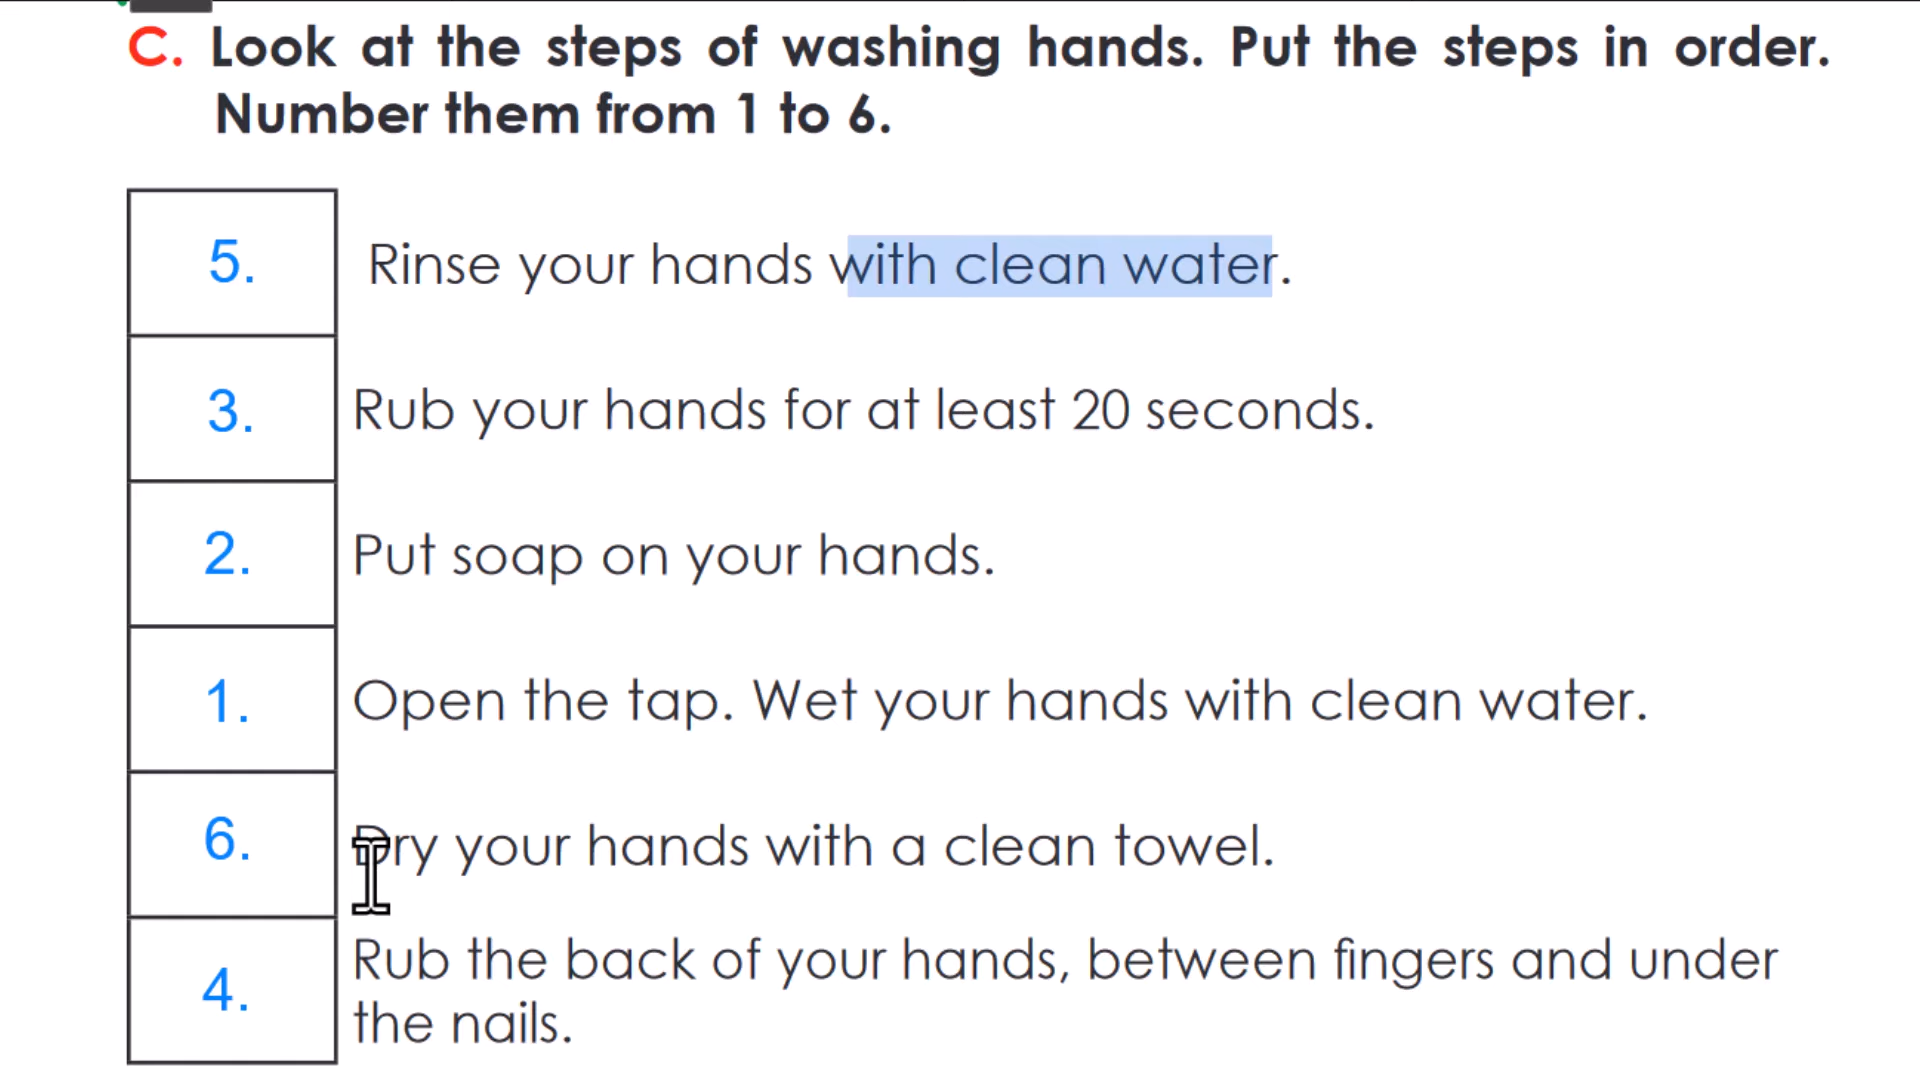 C. Look at the steps of washing hands. Put the steps in order.
Number them from 1 to 6.
5. Rinse your hands with clean water.
3. Rub your hands for at least 20 seconds.
2. Put soap on your hands.
1. Open the tap. Wet your hands with clean water.
6. Dry your hands with a clean towel.
4. Rub the back of your hands, between fingers and under
the nails.